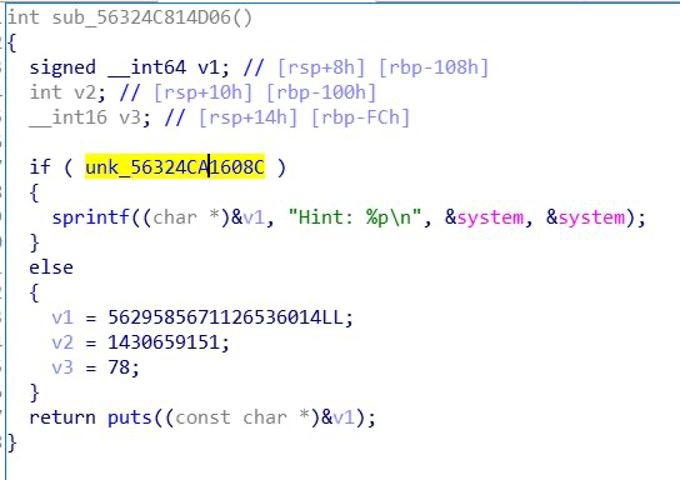 int sub_56324C814D06()
{
signed __int64 v1; // [rsp+8h] [rbp-108h]
int v2; // [rsp+10h] [rbp-100h]
__int16 v3; // [rsp+14h] [rbp-FCh]
if ( unk_56324CA1608C )
{
sprintf((char *)&v1, "Hint: %p\n", &system, &system);
}
else
{
v1 = 5629585671126536014LL;
v2 = 1430659151;
v3 = 78;
}
return puts((const char *)&v1);
}